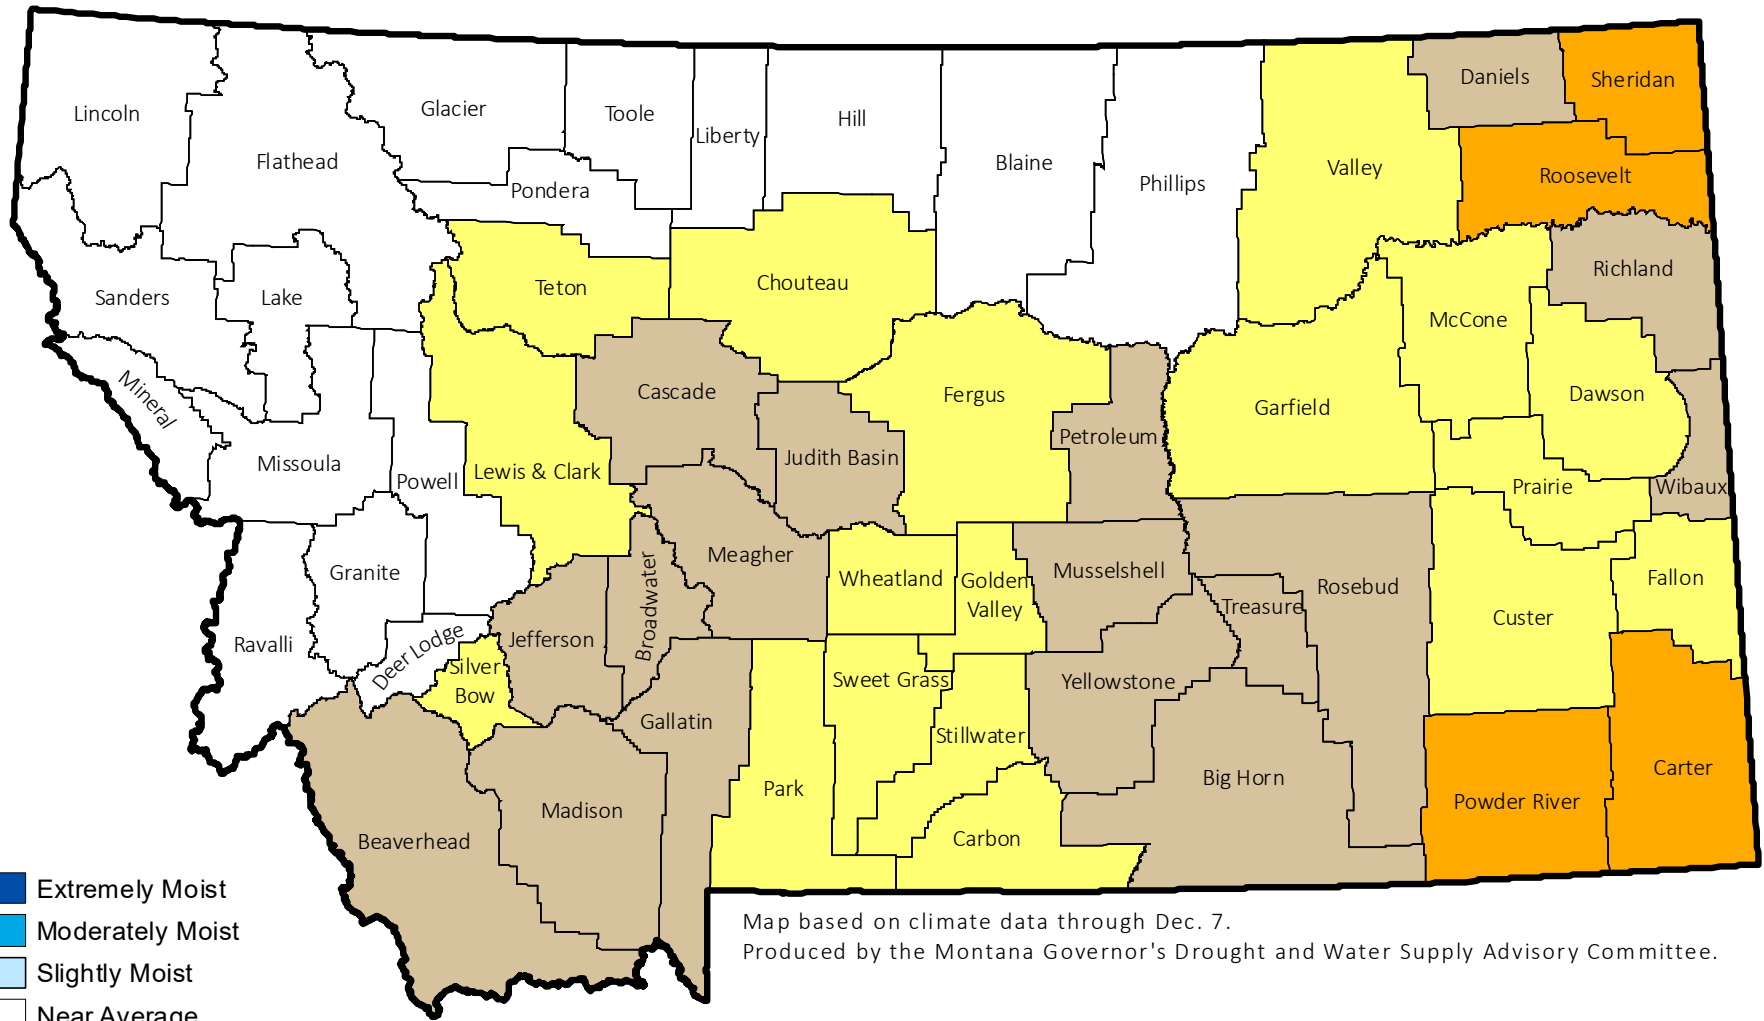 Lincoln
Flathead
Glacier
Toole
Liberty
Hill
Blaine
Phillips
Valley
Daniels
Sheridan
Roosevelt
Pondera
Richland
Sanders
Lake
Teton
Chouteau
McCone
Mineral
Cascade
Fergus
Garfield
Dawson
Missoula
Powell
Lewis & Clark
Judith Basin
Petroleum
Prairie
Wibaux
Granite
Meagher
Wheatland
Golden
Valley
Musselshell
Treasure
Rosebud
Custer
Fallon
Ravalli
Deer Lodge
Silver
Bow
Jefferson
Broadwater
Sweet Grass
Yellowstone
Gallatin
Stillwater
Park
Big Horn
Powder River
Carter
Beaverhead
Madison
Carbon
Extremely Moist
Moderately Moist
Slightly Moist
Near Average
Map based on climate data through Dec. 7.
Produced by the Montana Governor's Drought and Water Supply Advisory Committee.